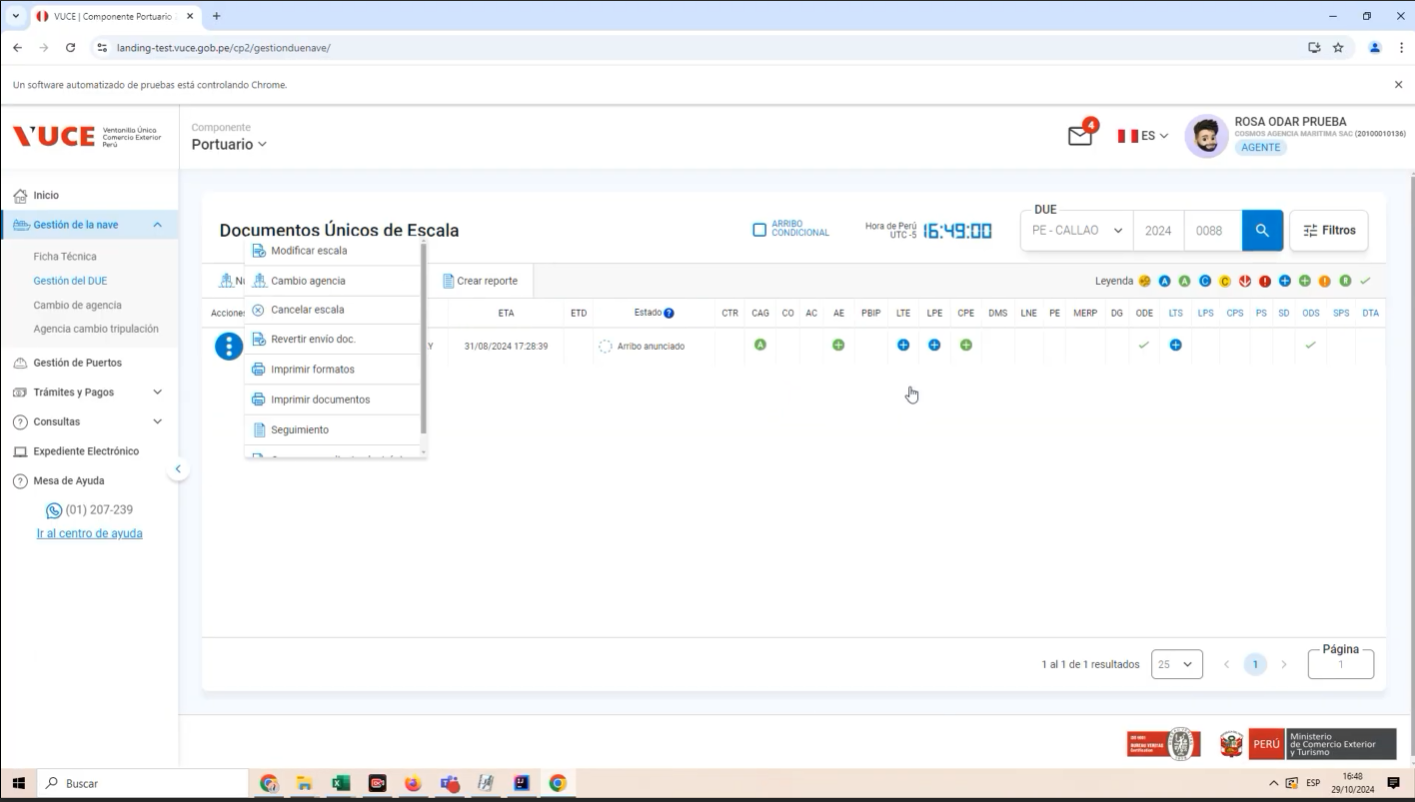 VUCE | Componente Portuario
landing-test.vuce.gob.pe/cp2/gestionduenave/
Un software automatizado de pruebas está controlando Chrome.
VUCE
Ventanilla Única
Comercio Exterior
Perú
Componente
Portuario
4
ES
ROSA ODAR PRUEBA
COSMOS AGENCIA MARITIMA SAC (20100010136)
AGENTE
Inicio
Gestión de la nave
Ficha Técnica
Gestión del DUE
Cambio de agencia
Agencia cambio tripulación
Gestión de Puertos
Trámites y Pagos
Consultas
Expediente Electrónico
Mesa de Ayuda
(01) 207-239
Ir al centro de ayuda
Documentos Únicos de Escala
ARRIBO
CONDICIONAL
Hora de Perú
UTC -5
16:49:00
DUE
PE - CALLAO
2024
0088
Filtros
Crear reporte
Leyenda
Acciones
ETA
ETD
Estado
CTR
CAG
CO
AC
AE
PBIP
LTE
LPE
CPE
DMS
LNE
PE
MERP
DG
ODE
LTS
LPS
CPS
PS
SD
ODS
SPS
DTA
Y
31/08/2024 17:28:39
Arribo anunciado
A
Modificar escala
Cambio agencia
Cancelar escala
Revertir envío doc.
Imprimir formatos
Imprimir documentos
Seguimiento
1 al 1 de 1 resultados
25
1
Página
1
ISO 9001
BUREAU VERITAS
Certification
PERÚ
Ministerio
de Comercio Exterior
y Turismo
Buscar
ESP
16:48
29/10/2024